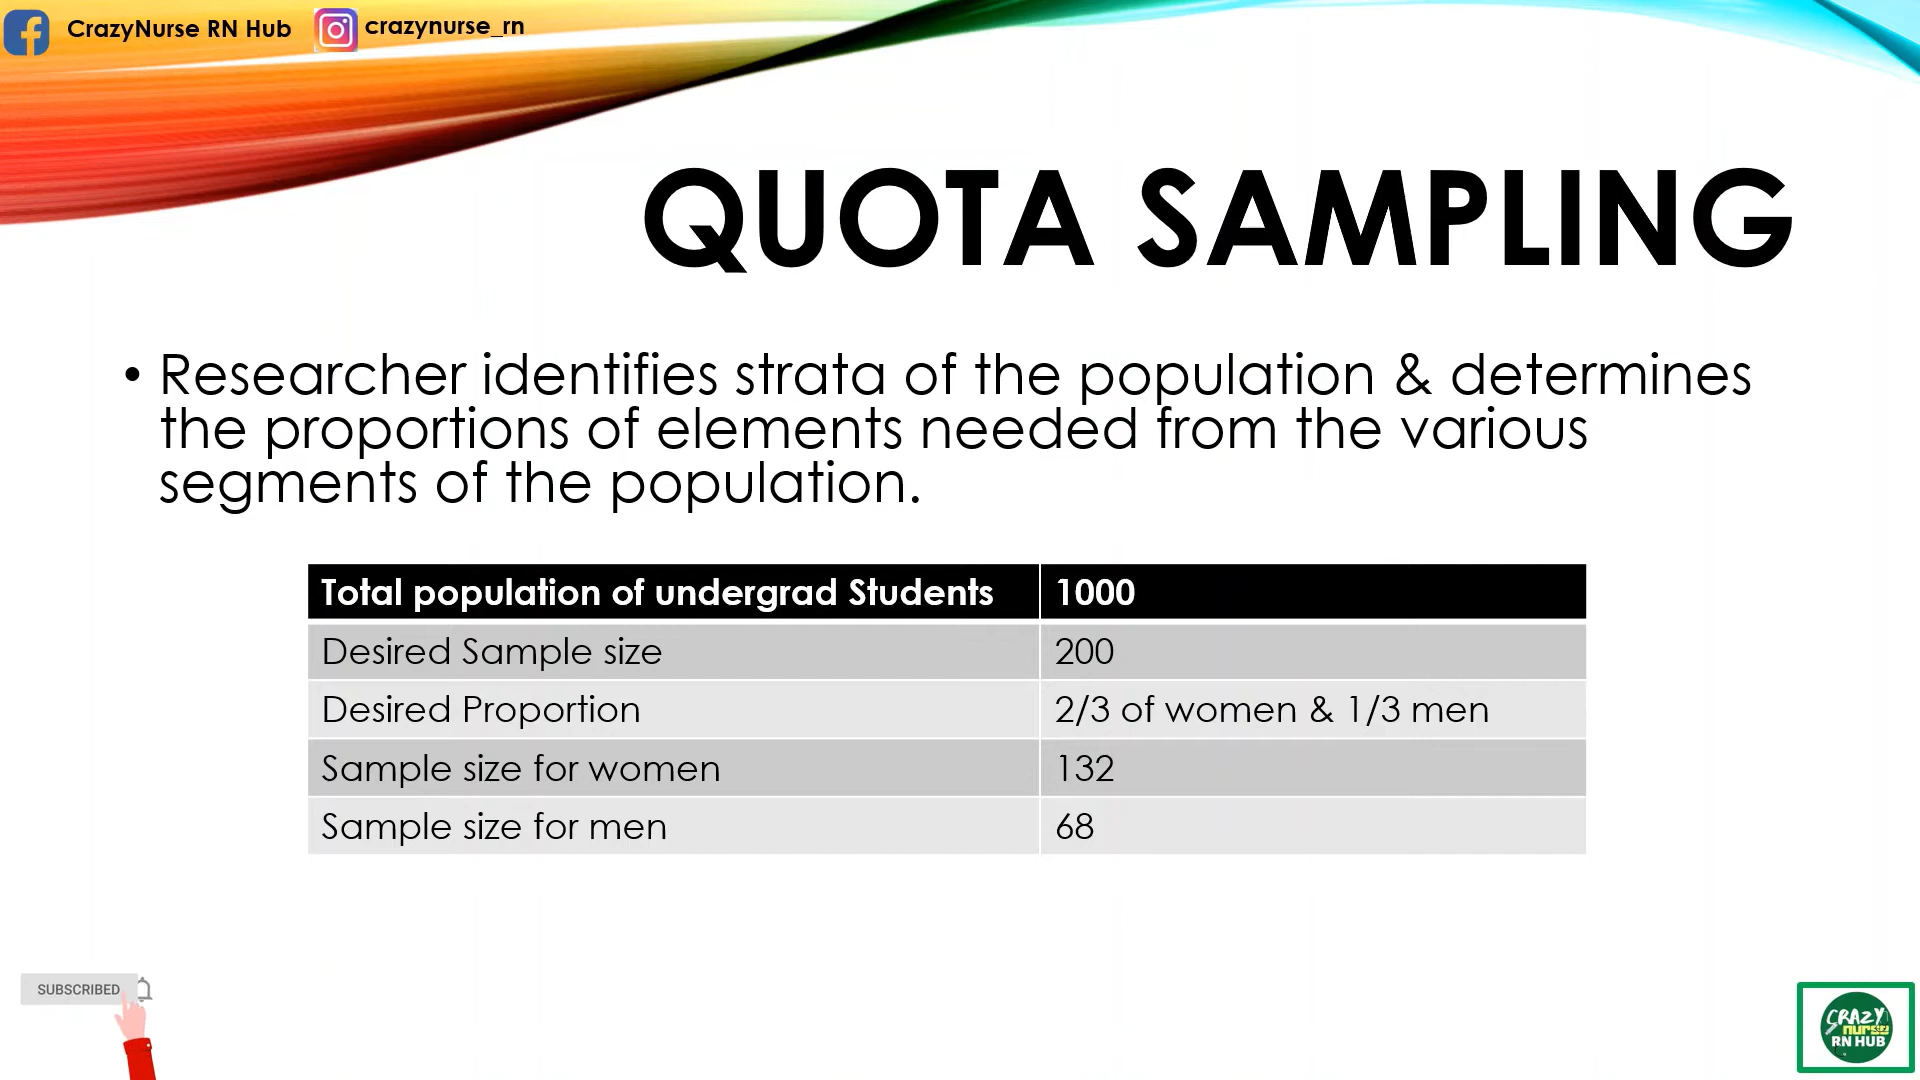 CrazyNurse RN Hub crazynurse_rn
QUOTA SAMPLING
• Researcher identifies strata of the population & determines
the proportions of elements needed from the various
segments of the population.
Total population of undergrad Students 1000
Desired Sample size 200
Desired Proportion 2/3 of women & 1/3 men
Sample size for women 132
Sample size for men 68
SUBSCRIBED
CRAZY
nurse
RN HUB